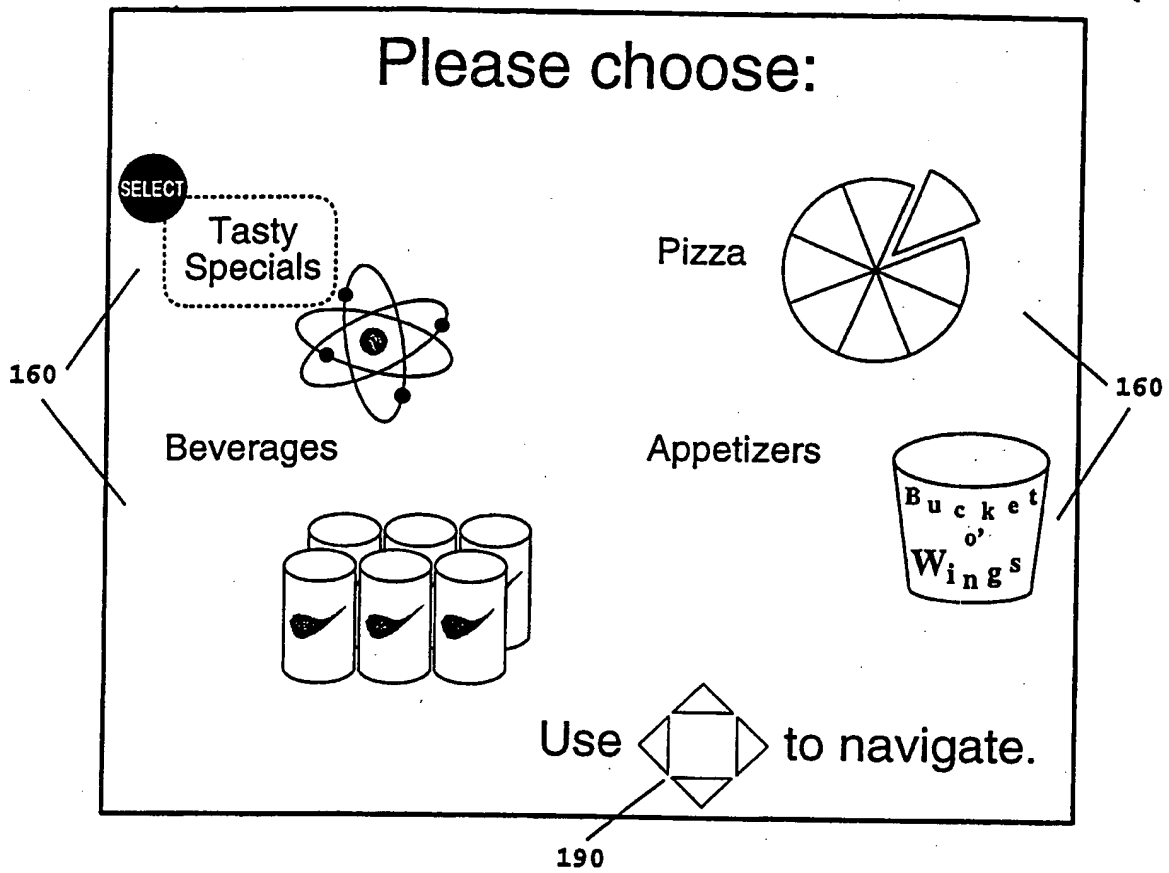 Please choose:
SELECT
Tasty
Specials
Pizza
160
160
Beverages
Appetizers
Bucket
o'
Wings
Use to navigate.
190